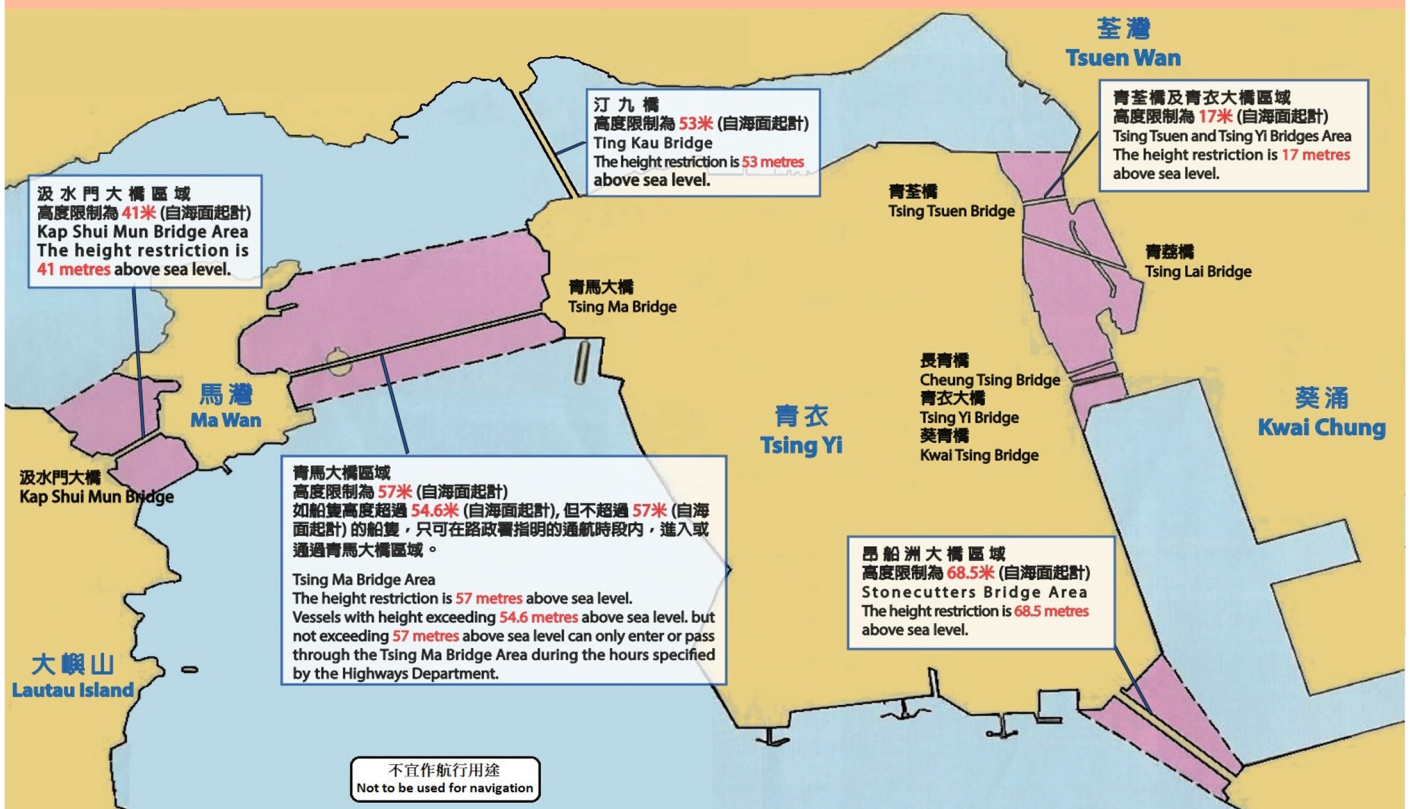 荃灣
Tsuen Wan
汀九橋
高度限制為 53米 (自海面起計)
Ting Kau Bridge
The height restriction is 53 metres
above sea level.
青荃橋及青衣大橋區域
高度限制為 17米 (自海面起計)
Tsing Tsuen and Tsing Yi Bridges Area
The height restriction is 17 metres
above sea level.
汲水門大橋區域
高度限制為 41米 (自海面起計)
Kap Shui Mun Bridge Area
The height restriction is
41 metres above sea level.
青荃橋
Tsing Tsuen Bridge
青荔橋
Tsing Lai Bridge
青馬大橋
Tsing Ma Bridge
馬灣
Ma Wan
長青橋
Cheung Tsing Bridge
青衣大橋
Tsing Yi Bridge
葵青橋
Kwai Tsing Bridge
青衣
Tsing Yi
葵涌
Kwai Chung
汲水門大橋
Kap Shui Mun Bridge
青馬大橋區域
高度限制為 57米 (自海面起計)
如船隻高度超過 54.6米 (自海面起計), 但不超過 57米 (自海
面起計) 的船隻，只可在路政署指明的通航時段内，進入或
通過青馬大橋區域。
Tsing Ma Bridge Area
The height restriction is 57 metres above sea level.
Vessels with height exceeding 54.6 metres above sea level. but
not exceeding 57 metres above sea level can only enter or pass
through the Tsing Ma Bridge Area during the hours specified
by the Highways Department.
昂船洲大橋區域
高度限制為 68.5米 (自海面起計)
Stonecutters Bridge Area
The height restriction is 68.5 metres
above sea level.
大嶼山
Lautau Island
不宜作航行用途
Not to be used for navigation